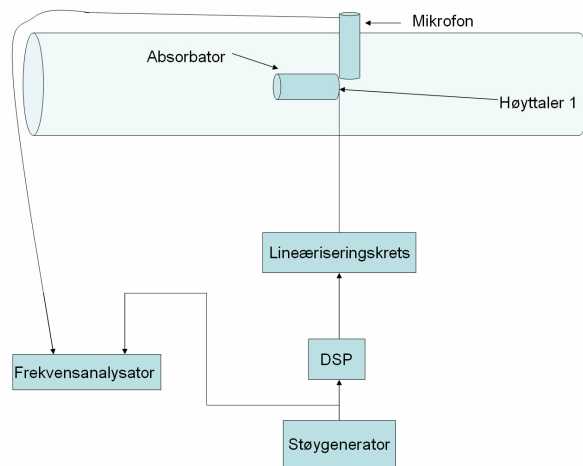 Mikrofon
Absorbator
Høyttaler 1
Lineæriseringskrets
DSP
Frekvensanalysator
Støygenerator